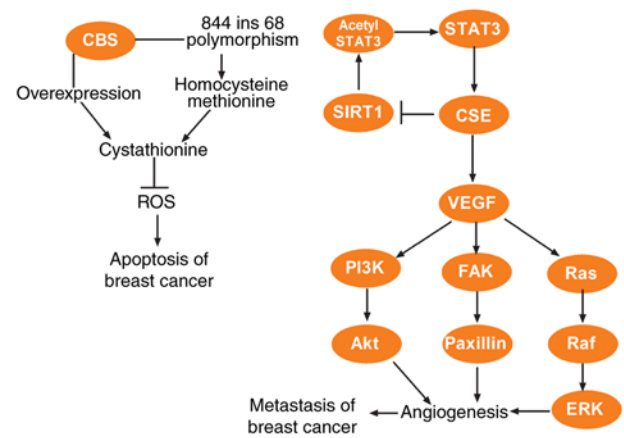 CBS
844 ins 68
polymorphism
Overexpression
Homocysteine
methionine
Cystathionine
ROS
Apoptosis of
breast cancer
Acetyl
STAT3
STAT3
SIRT1
CSE
VEGF
PI3K
FAK
Ras
Akt
Paxillin
Raf
Metastasis of
breast cancer
Angiogenesis
ERK